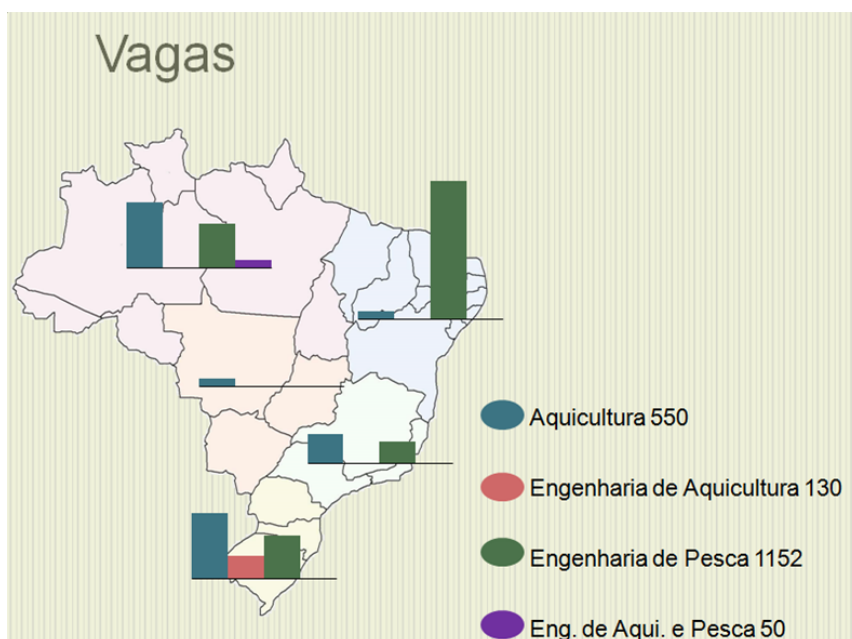 Vagas
Aquicultura 550
Engenharia de Aquicultura 130
Engenharia de Pesca 1152
Eng. de Aqui. e Pesca 50